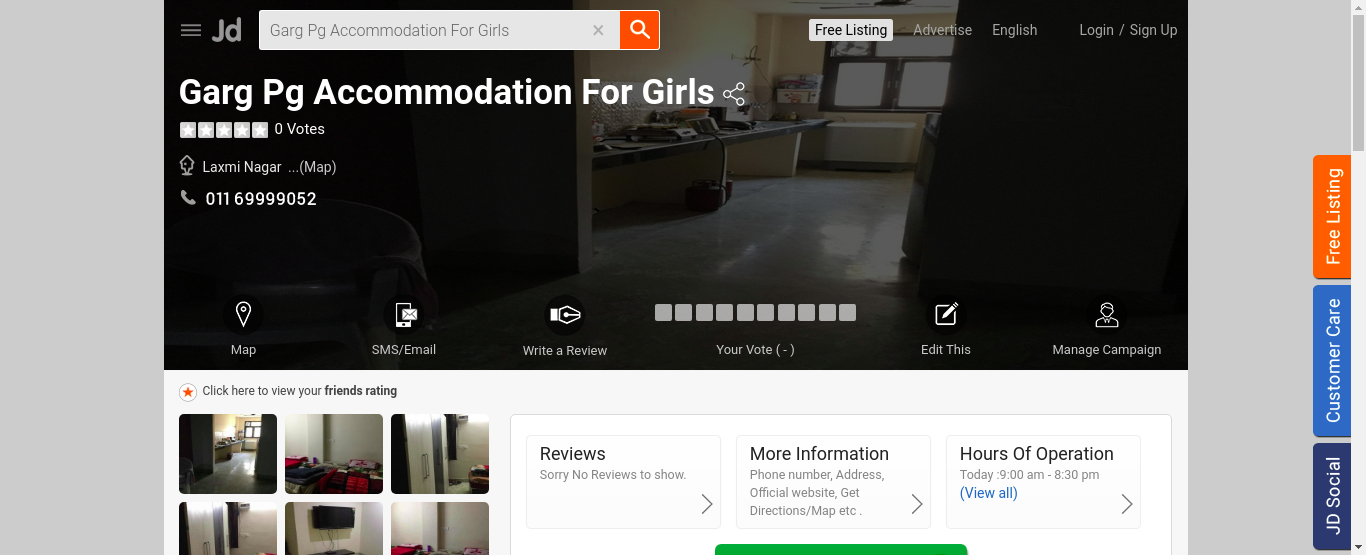 Jd
Garg Pg Accommodation For Girls
Free Listing
Advertise
English
Login / Sign Up
Garg Pg Accommodation For Girls
0 Votes
Laxmi Nagar ...(Map)
011 69999052
Map
SMS/Email
Write a Review
Your Vote ( - )
Edit This
Manage Campaign
Click here to view your friends rating
Reviews
Sorry No Reviews to show.
More Information
Phone number, Address,
Official website, Get
Directions/Map etc .
Hours Of Operation
Today :9:00 am - 8:30 pm
(View all)
Free Listing
Customer Care
JD Social